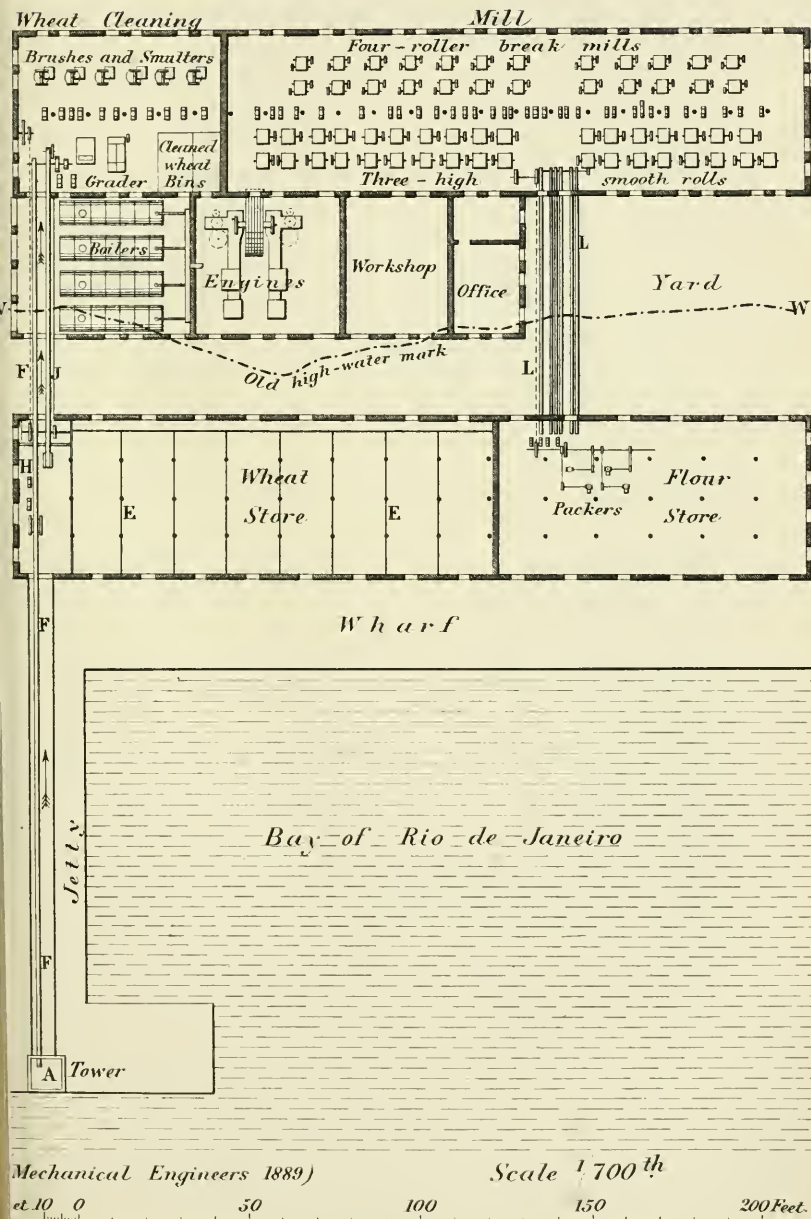 Wheat Cleaning Mill
Brushes and Smutters
Four-roller break mills
Cleaned
wheat
Bins
Grader
Three-high smooth rolls
Boilers
Engines
Workshop
Office
L
Yard
W W
Old high-water mark
F J
L
H
Wheat
Store
E E
Flour
Store
Packers
F
Wharf
Jetty
Bay of Rio de Janeiro
F
A Tower
Mechanical Engineers 1889) Scale 1/700th
et 10 0 50 100 150 200 Feet.